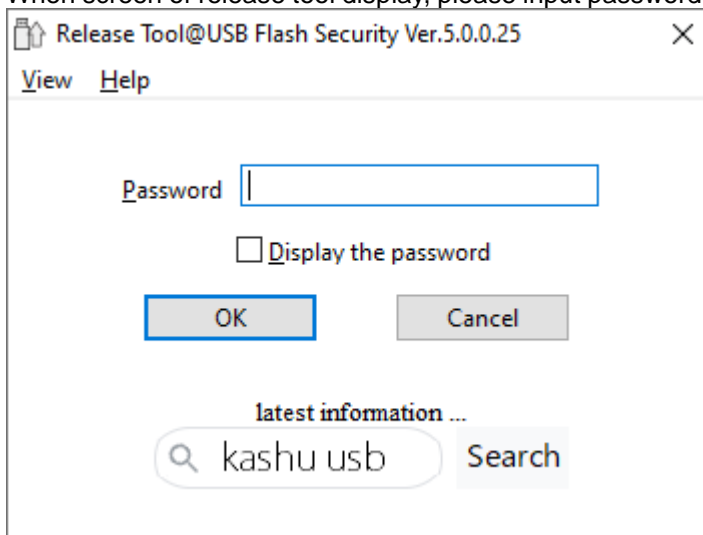 When screen of release tool display, please input password
Release Tool@USB Flash Security Ver.5.0.0.25
View Help
Password
Display the password
OK Cancel
latest information ...
kashu usb Search